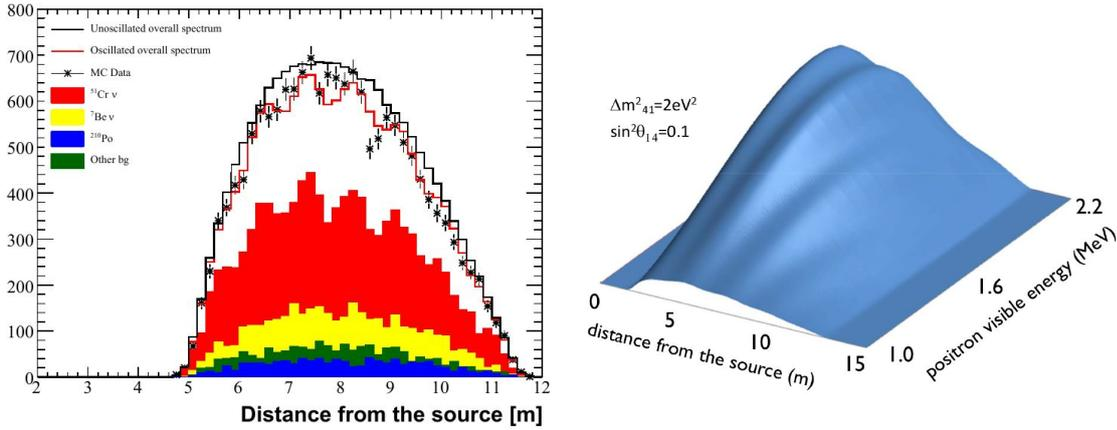 800
700
600
500
400
300
200
100
0
2 3 4 5 6 7 8 9 10 11 12
Distance from the source [m]
Unoscillated overall spectrum
Oscillated overall spectrum
MC Data
⁵¹Cr ν
⁷Be ν
²¹⁰Po
Other bg
Δm²₄₁=2eV²
sin²θ₁₄=0.1
0
5
10
15
distance from the source (m)
1.0
1.6
2.2
positron visible energy (MeV)